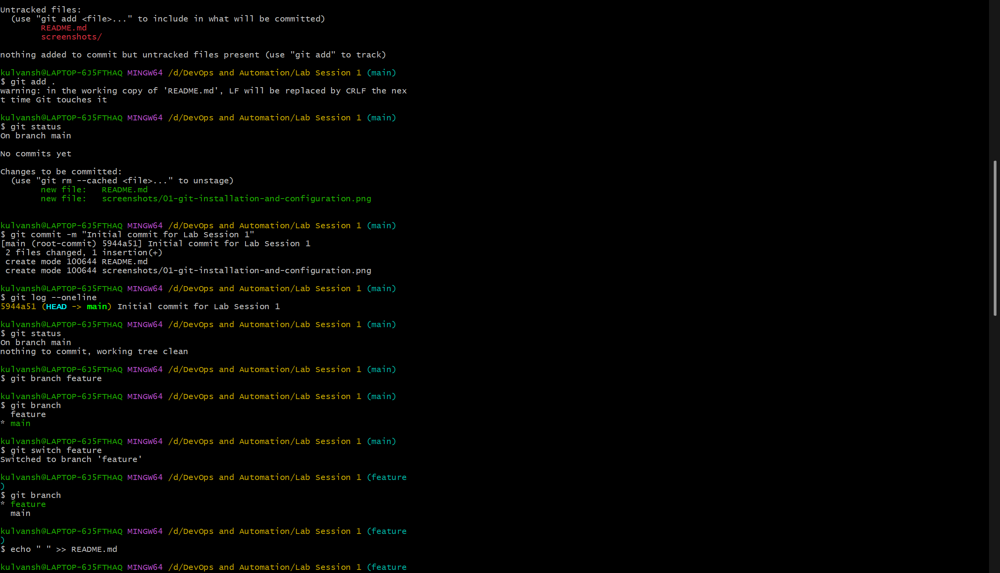 Untracked files:
  (use "git add <file>..." to include in what will be committed)
        README.md
        screenshots/

nothing added to commit but untracked files present (use "git add" to track)

kulvansh@LAPTOP-6J5FTHAQ MINGW64 /d/DevOps and Automation/Lab Session 1 (main)
$ git add .
warning: in the working copy of 'README.md', LF will be replaced by CRLF the nex
t time Git touches it

kulvansh@LAPTOP-6J5FTHAQ MINGW64 /d/DevOps and Automation/Lab Session 1 (main)
$ git status
On branch main

No commits yet

Changes to be committed:
  (use "git rm --cached <file>..." to unstage)
        new file:   README.md
        new file:   screenshots/01-git-installation-and-configuration.png


kulvansh@LAPTOP-6J5FTHAQ MINGW64 /d/DevOps and Automation/Lab Session 1 (main)
$ git commit -m "Initial commit for Lab Session 1"
[main (root-commit) 5944a51] Initial commit for Lab Session 1
 2 files changed, 1 insertion(+)
 create mode 100644 README.md
 create mode 100644 screenshots/01-git-installation-and-configuration.png

kulvansh@LAPTOP-6J5FTHAQ MINGW64 /d/DevOps and Automation/Lab Session 1 (main)
$ git log --oneline
5944a51 (HEAD -> main) Initial commit for Lab Session 1

kulvansh@LAPTOP-6J5FTHAQ MINGW64 /d/DevOps and Automation/Lab Session 1 (main)
$ git status
On branch main
nothing to commit, working tree clean

kulvansh@LAPTOP-6J5FTHAQ MINGW64 /d/DevOps and Automation/Lab Session 1 (main)
$ git branch feature

kulvansh@LAPTOP-6J5FTHAQ MINGW64 /d/DevOps and Automation/Lab Session 1 (main)
$ git branch
  feature
* main

kulvansh@LAPTOP-6J5FTHAQ MINGW64 /d/DevOps and Automation/Lab Session 1 (main)
$ git switch feature
Switched to branch 'feature'

kulvansh@LAPTOP-6J5FTHAQ MINGW64 /d/DevOps and Automation/Lab Session 1 (feature
)
$ git branch
* feature
  main

kulvansh@LAPTOP-6J5FTHAQ MINGW64 /d/DevOps and Automation/Lab Session 1 (feature
)
$ echo " " >> README.md

kulvansh@LAPTOP-6J5FTHAQ MINGW64 /d/DevOps and Automation/Lab Session 1 (feature